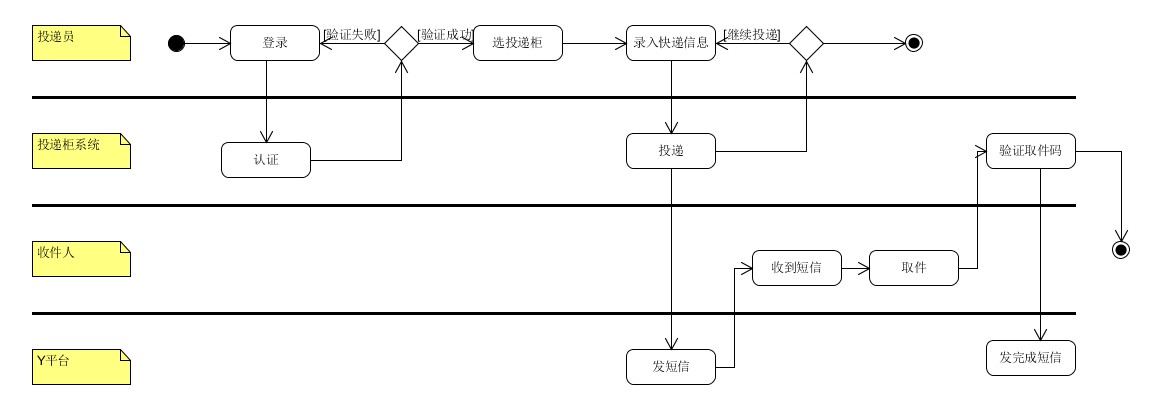 投递员
登录
[验证失败]
[验证成功]
选投递柜
录入快递信息
[继续投递]
投递柜系统
认证
投递
验证取件码
收件人
收到短信
取件
Y平台
发短信
发完成短信